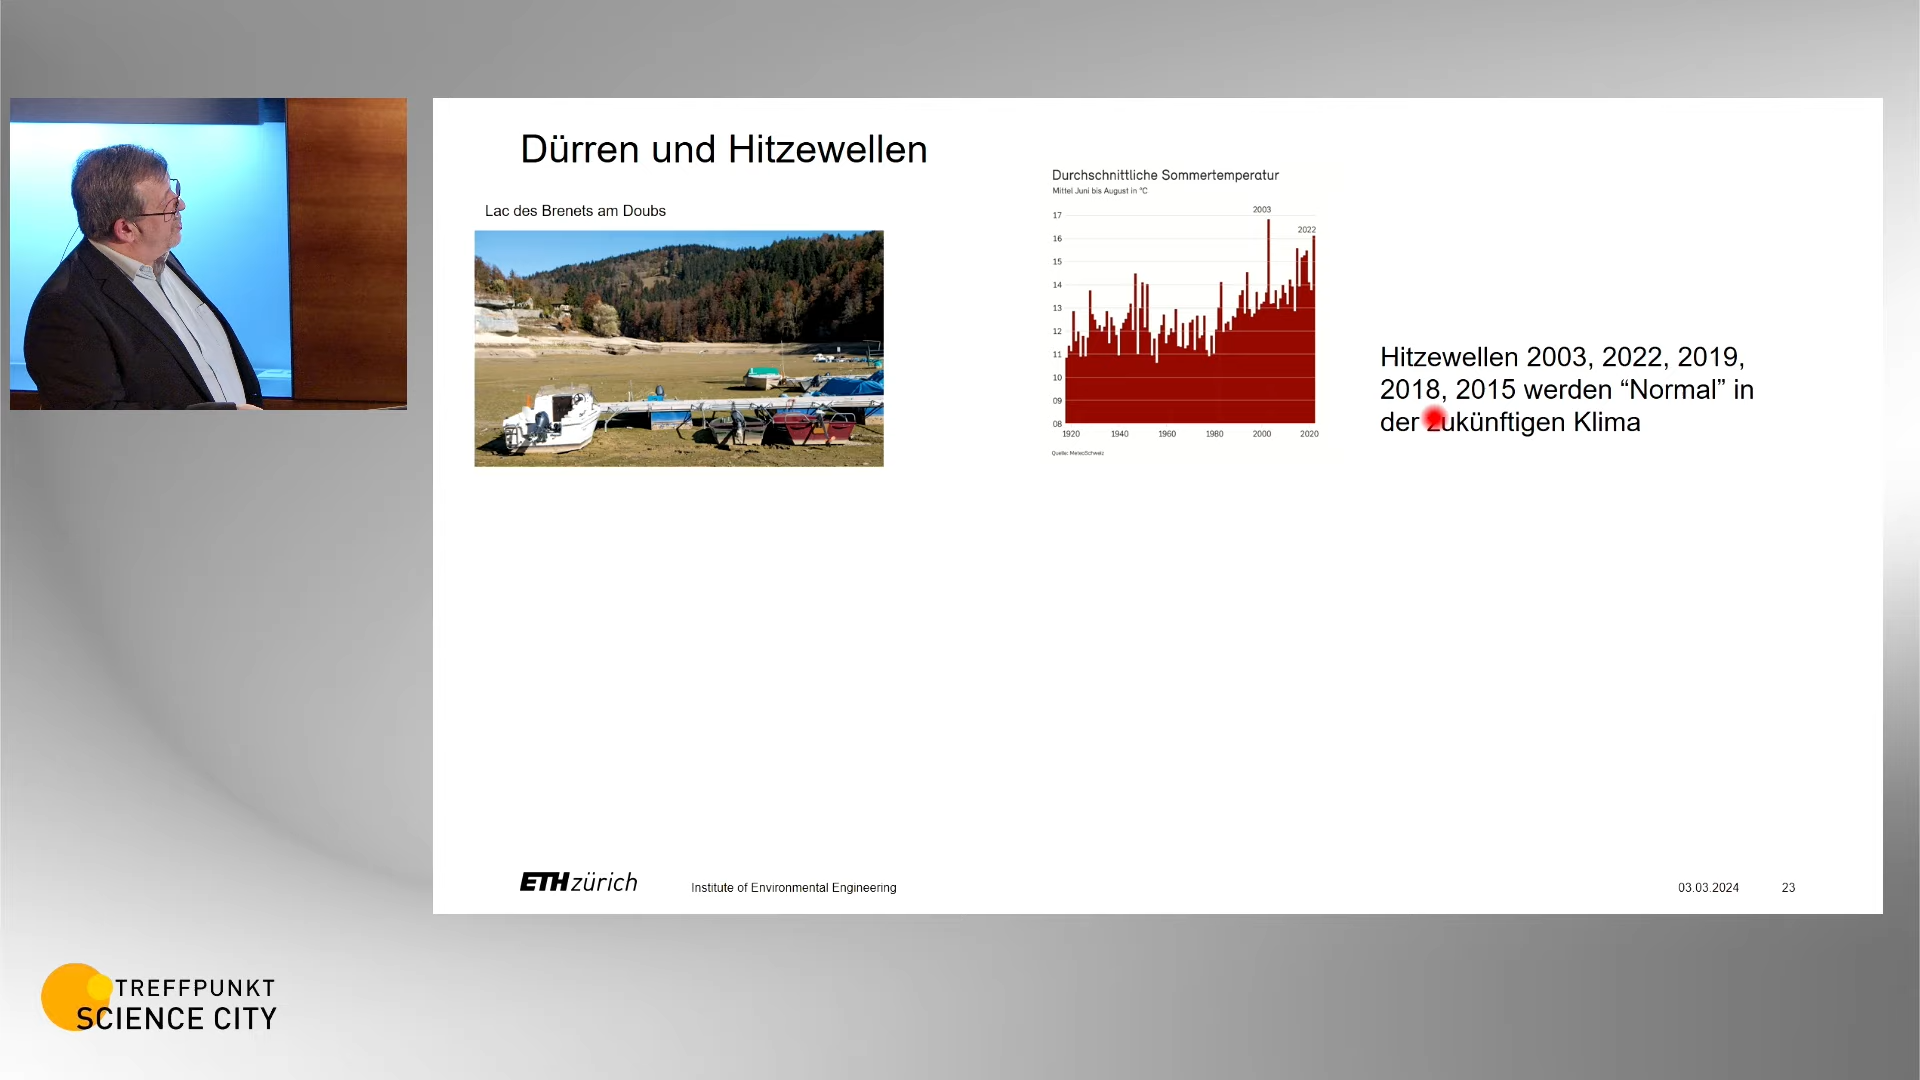 Dürren und Hitzewellen
Lac des Brenets am Doubs
Durchschnittliche Sommertemperatur
Mittel Juni bis August in °C
2003
2022
17
16
15
14
13
12
11
10
09
08
1920 1940 1960 1980 2000 2020
Quelle: MeteoSchweiz
Hitzewellen 2003, 2022, 2019,
2018, 2015 werden “Normal” in
der zukünftigen Klima
ETH zürich
Institute of Environmental Engineering
03.03.2024
23
TREFFPUNKT
SCIENCE CITY